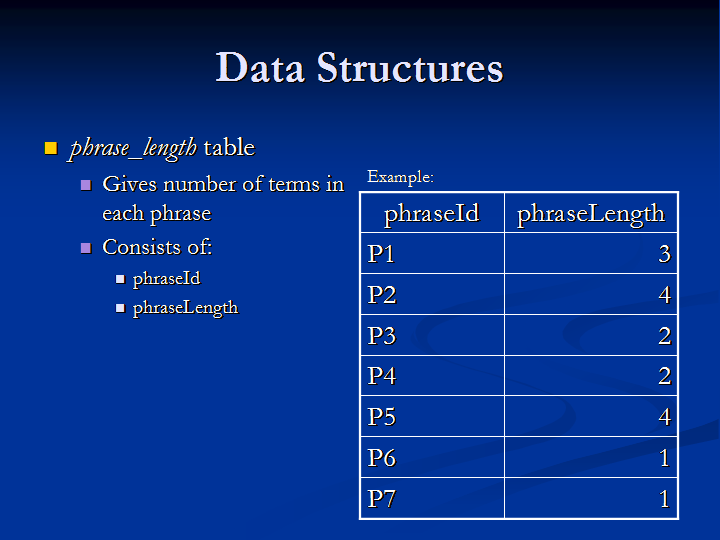 Data Structures
phrase_length table
Gives number of terms in
each phrase
Consists of:
phraseId
phraseLength
Example:
phraseId phraseLength
P1 3
P2 4
P3 2
P4 2
P5 4
P6 1
P7 1